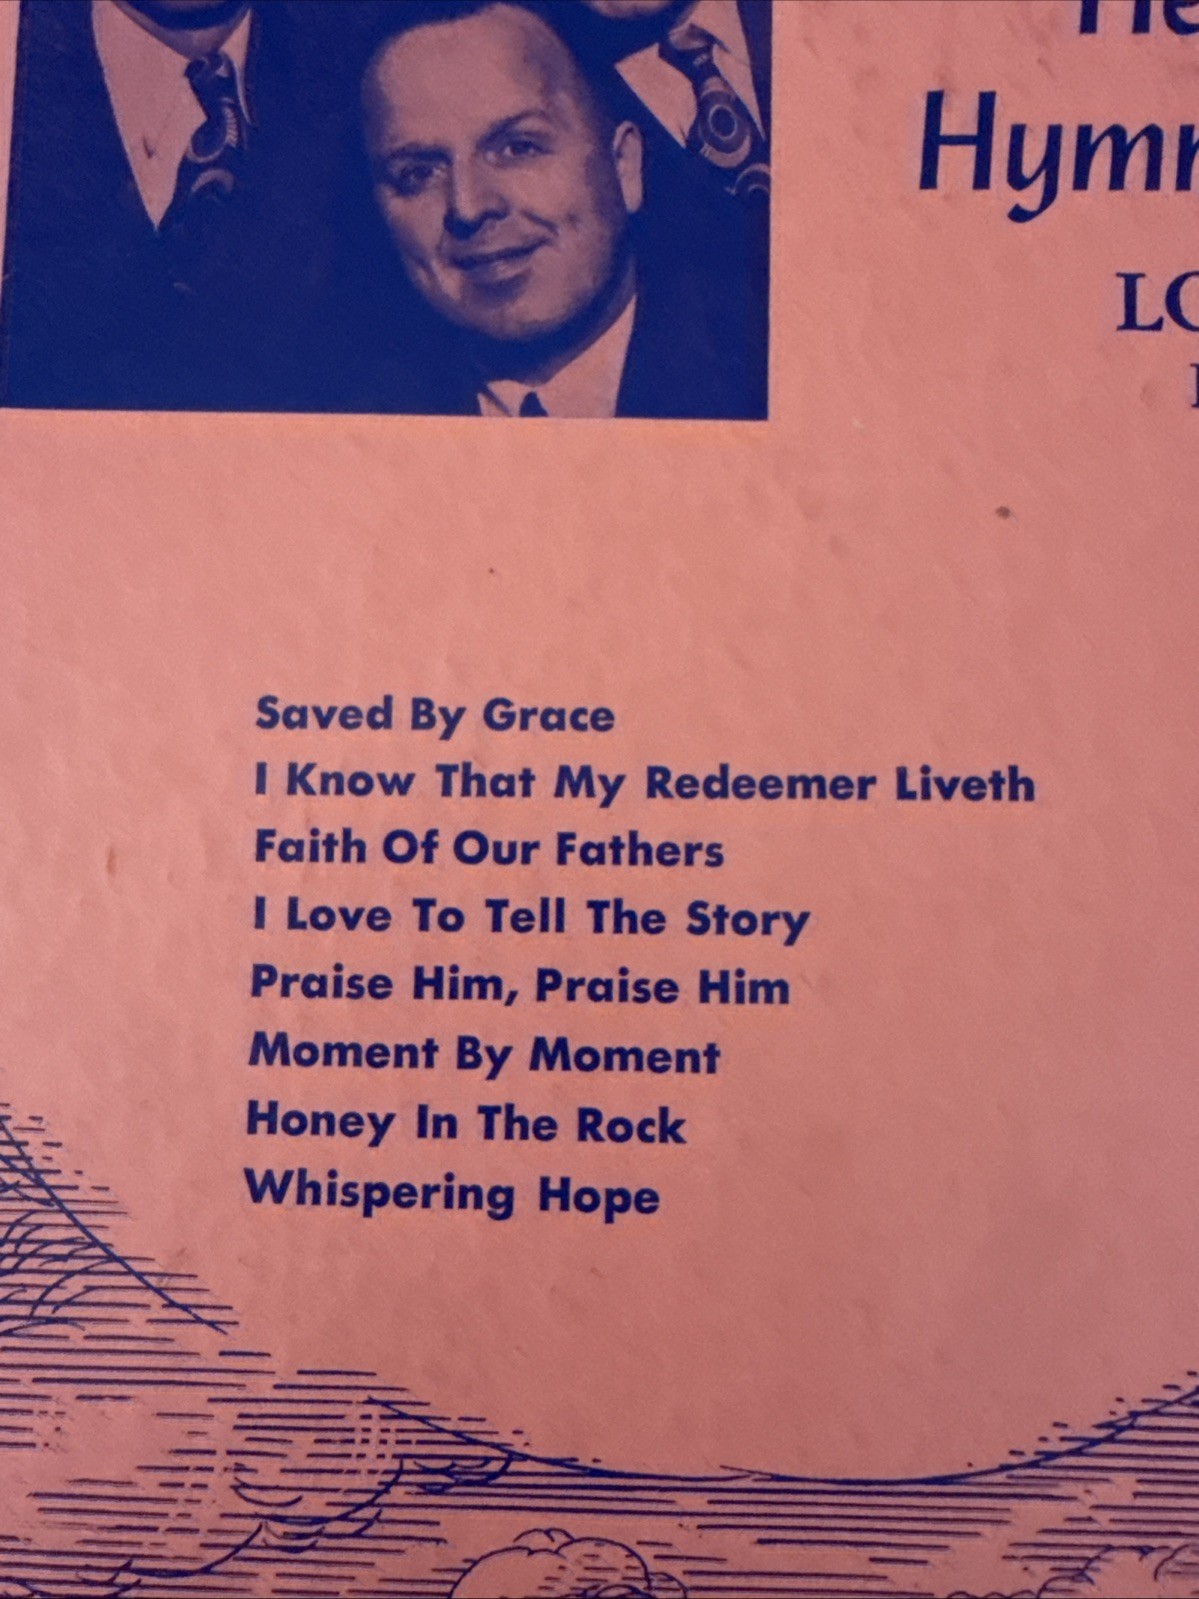 Hymn
LO
Saved By Grace
I Know That My Redeemer Liveth
Faith Of Our Fathers
I Love To Tell The Story
Praise Him, Praise Him
Moment By Moment
Honey In The Rock
Whispering Hope